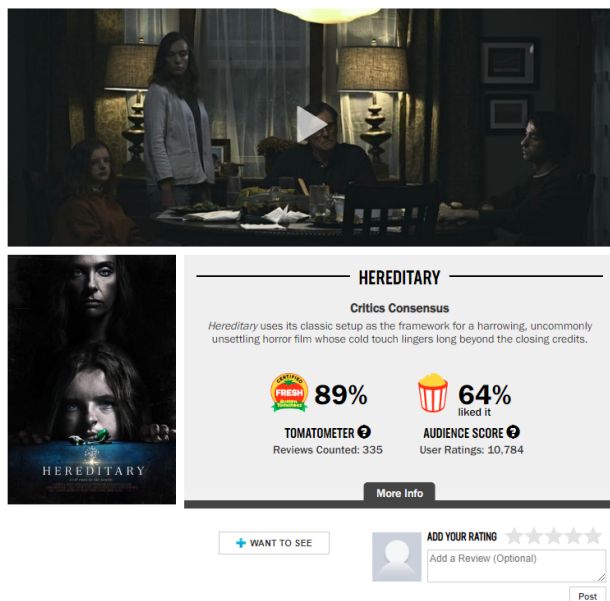 HEREDITARY
Critics Consensus
Hereditary uses its classic setup as the framework for a harrowing, uncommonly
unsettling horror film whose cold touch lingers long beyond the closing credits.
CERTIFIED
FRESH
89%
TOMATOMETER ?
Reviews Counted: 335
64%
liked it
AUDIENCE SCORE ?
User Ratings: 10,784
More Info
HEREDITARY
+ WANT TO SEE
ADD YOUR RATING
Add a Review (Optional)
Post